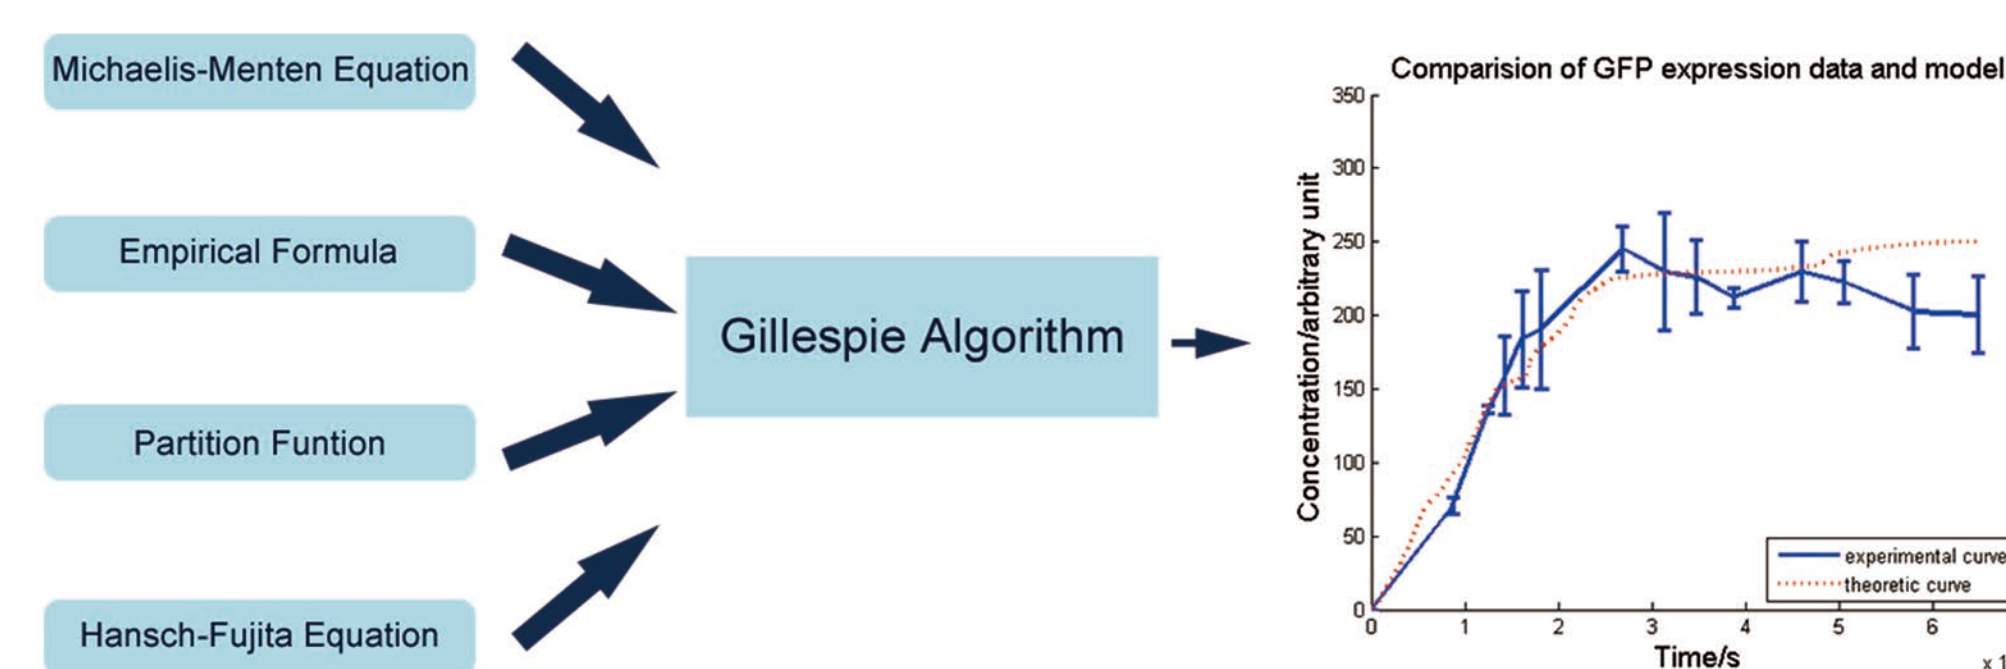 Michaelis-Menten Equation
Empirical Formula
Partition Funtion
Hansch-Fujita Equation
Gillespie Algorithm
Comparision of GFP expression data and model
Concentration/arbitrary unit
350
300
250
200
150
100
50
0
0 1 2 3 4 5 6
Time/s
x 1
experimental curve
theoretic curve